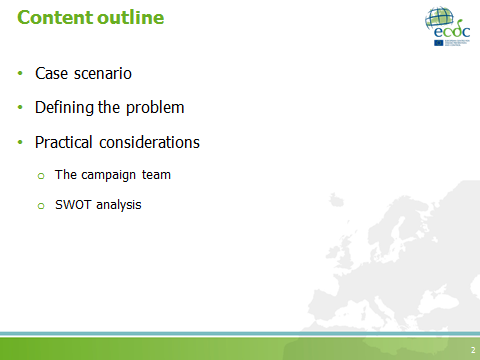 Content outline
ecdc
• Case scenario
• Defining the problem
• Practical considerations
o The campaign team
o SWOT analysis
2